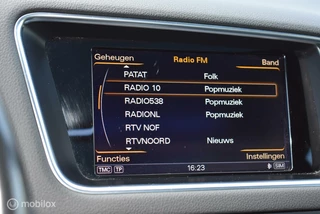 Geheugen Radio FM Band
PATAT Folk
RADIO 10 Popmuziek
RADIO538 Popmuziek
RADIONL Popmuziek
RTV NOF
RTVNOORD Nieuws
Functies Instellingen
TMC TP 16:23 SIM
mobilox